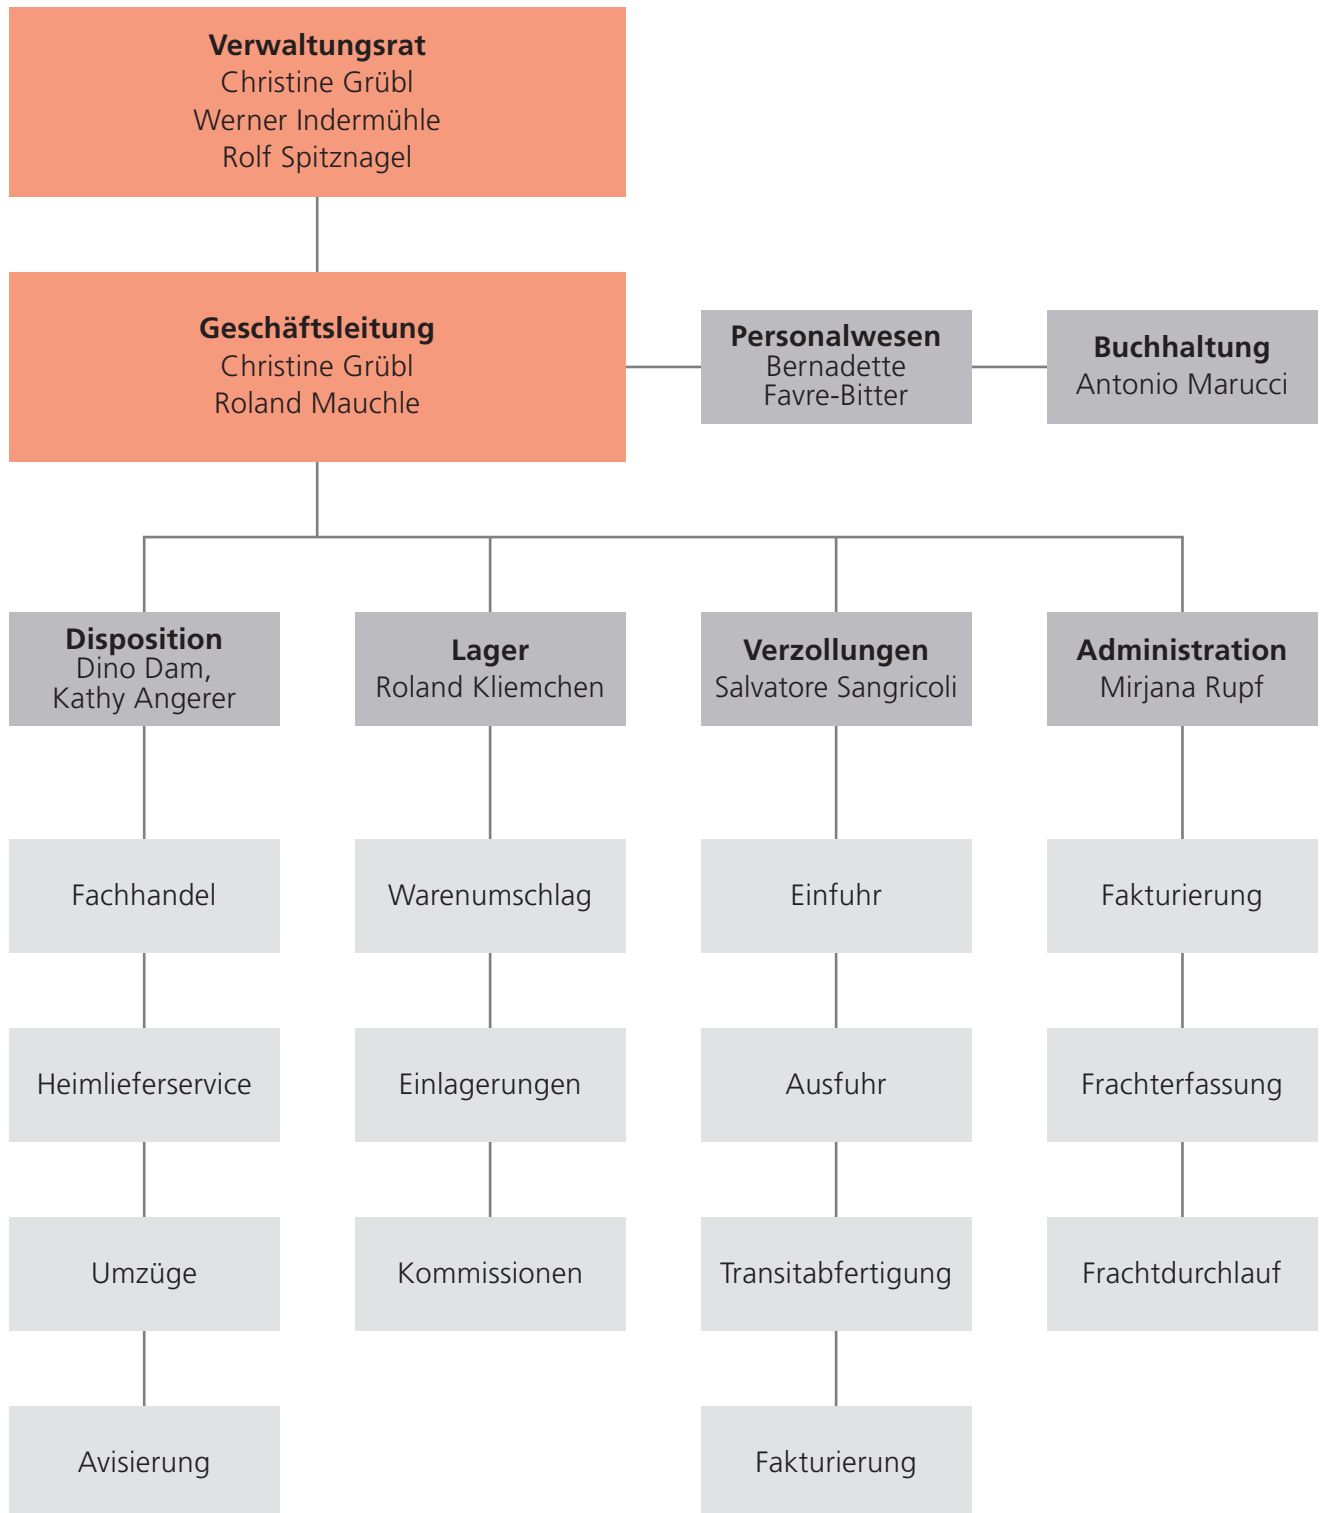 Verwaltungsrat
Christine Grübl
Werner Indermühle
Rolf Spitznagel
Geschäftsleitung
Christine Grübl
Roland Mauchle
Personalwesen
Bernadette
Favre-Bitter
Buchhaltung
Antonio Marucci
Disposition
Dino Dam,
Kathy Angerer
Lager
Roland Kliemchen
Verzollungen
Salvatore Sangricoli
Administration
Mirjana Rupf
Fachhandel
Warenumschlag
Einfuhr
Fakturierung
Heimlieferservice
Einlagerungen
Ausfuhr
Frachterfassung
Umzüge
Kommissionen
Transitabfertigung
Frachtdurchlauf
Avisierung
Fakturierung